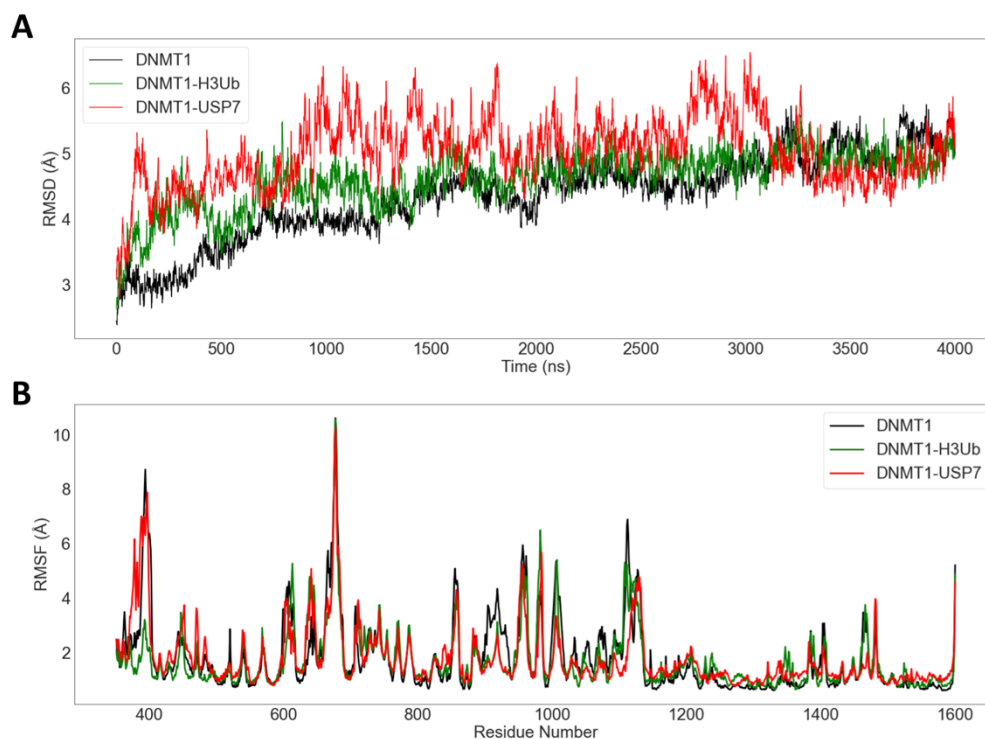 A
DNMT1
DNMT1-H3Ub
DNMT1-USP7
RMSD (Å)
6
5
4
3
0 500 1000 1500 2000 2500 3000 3500 4000
Time (ns)
B
DNMT1
DNMT1-H3Ub
DNMT1-USP7
RMSF (Å)
10
8
6
4
2
400 600 800 1000 1200 1400 1600
Residue Number